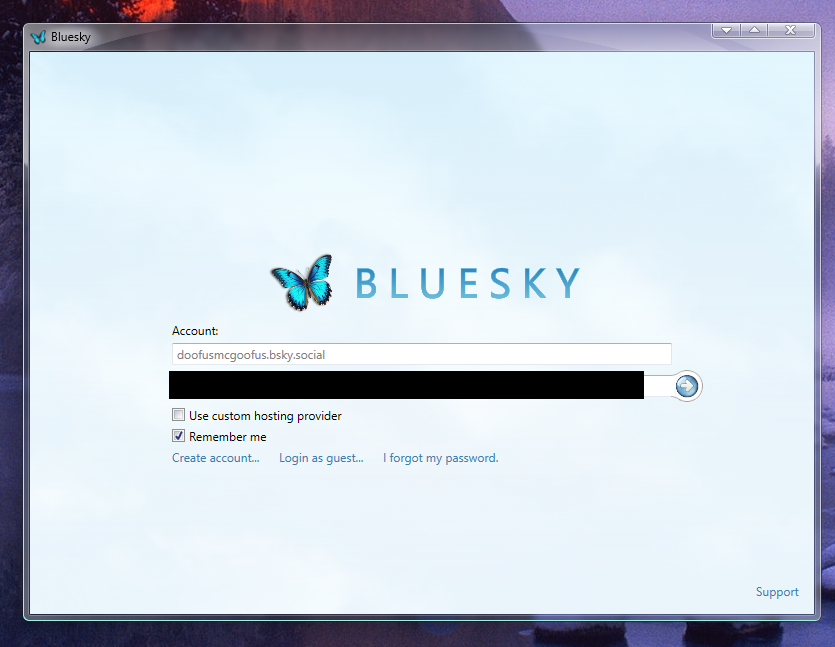 Bluesky
BLUESKY
Account:
doofusmcgoofus.bsky.social
Use custom hosting provider
Remember me
Create account... Login as guest... I forgot my password.
Support